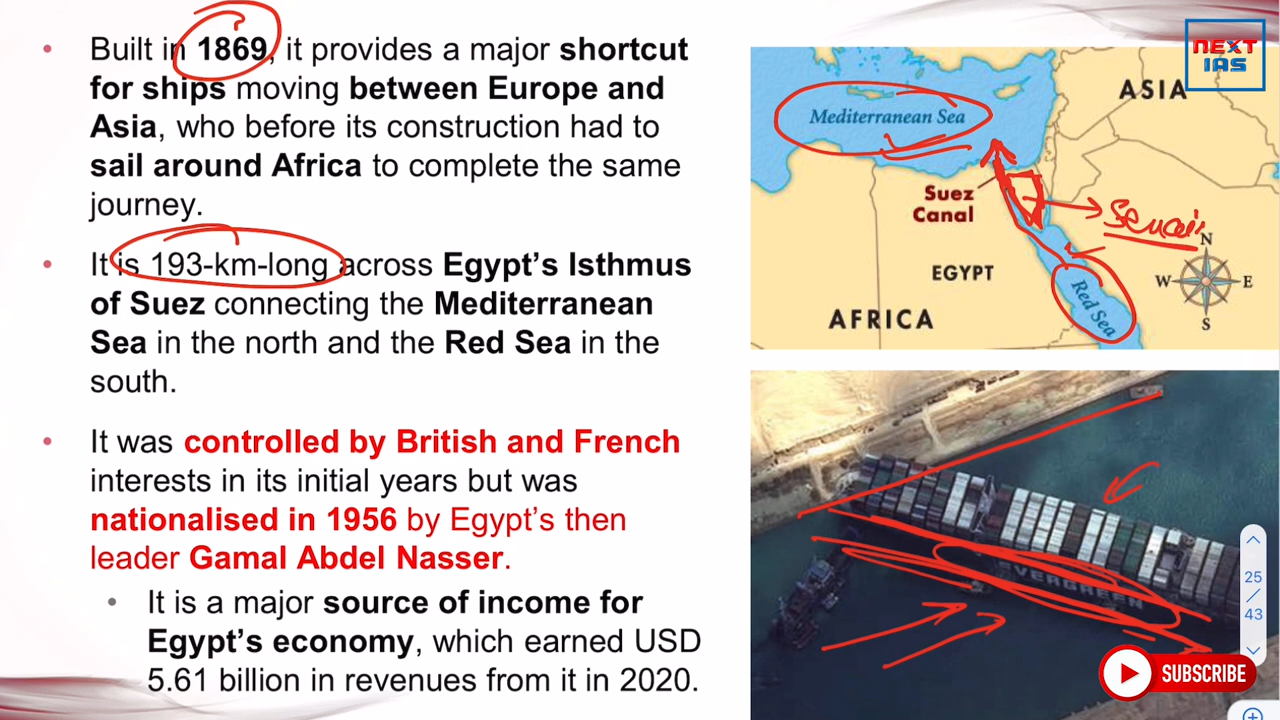 Built in 1869, it provides a major shortcut
for ships moving between Europe and
Asia, who before its construction had to
sail around Africa to complete the same
journey.
It is 193-km-long across Egypt's Isthmus
of Suez connecting the Mediterranean
Sea in the north and the Red Sea in the
south.
It was controlled by British and French
interests in its initial years but was
nationalised in 1956 by Egypt's then
leader Gamal Abdel Nasser.
It is a major source of income for
Egypt's economy, which earned USD
5.61 billion in revenues from it in 2020.
NEXT
IAS
ASIA
Mediterranean Sea
Suez
Canal
N
W E
S
EGYPT
Red Sea
AFRICA
EVERGREEN
25
/
43
SUBSCRIBE